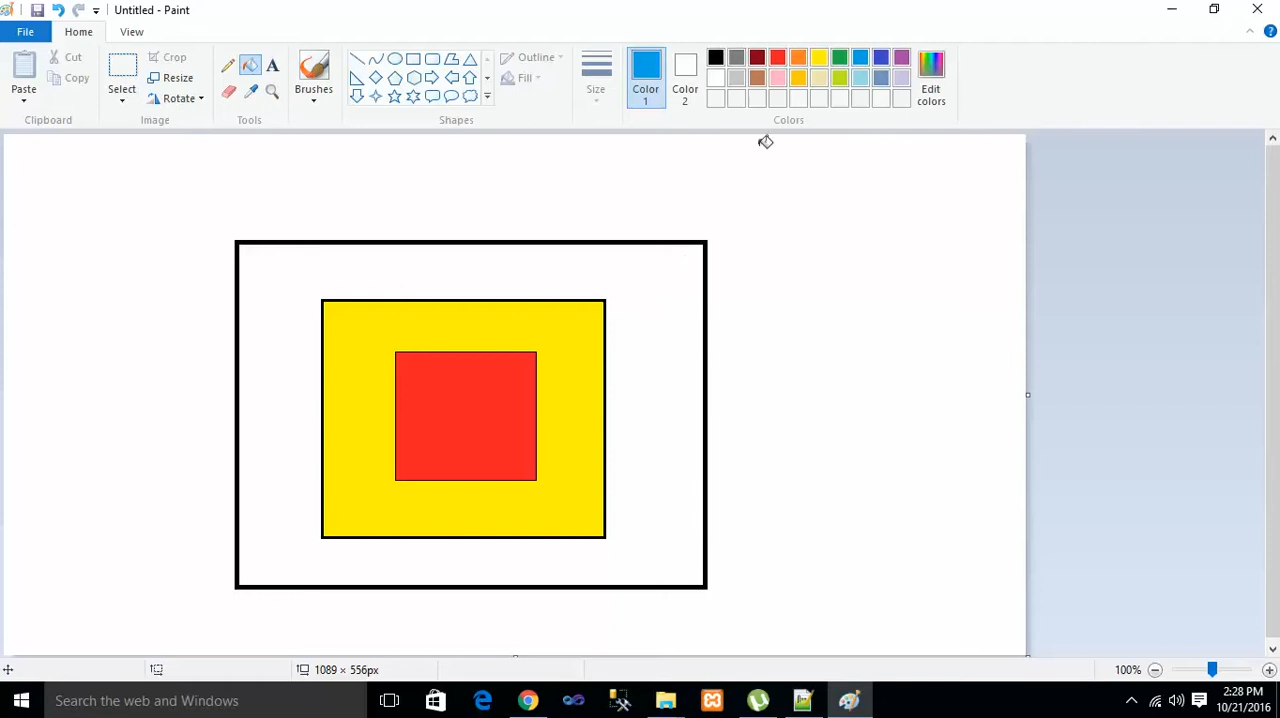 Untitled - Paint
File Home View
Paste
Cut
Copy
Clipboard
Select
Crop
Resize
Rotate
Image
A
Tools
Brushes
Shapes
Outline
Fill
Size
Color 1
Color 2
Edit colors
Colors
1089 × 556px
100%
Search the web and Windows
2:28 PM
10/21/2016